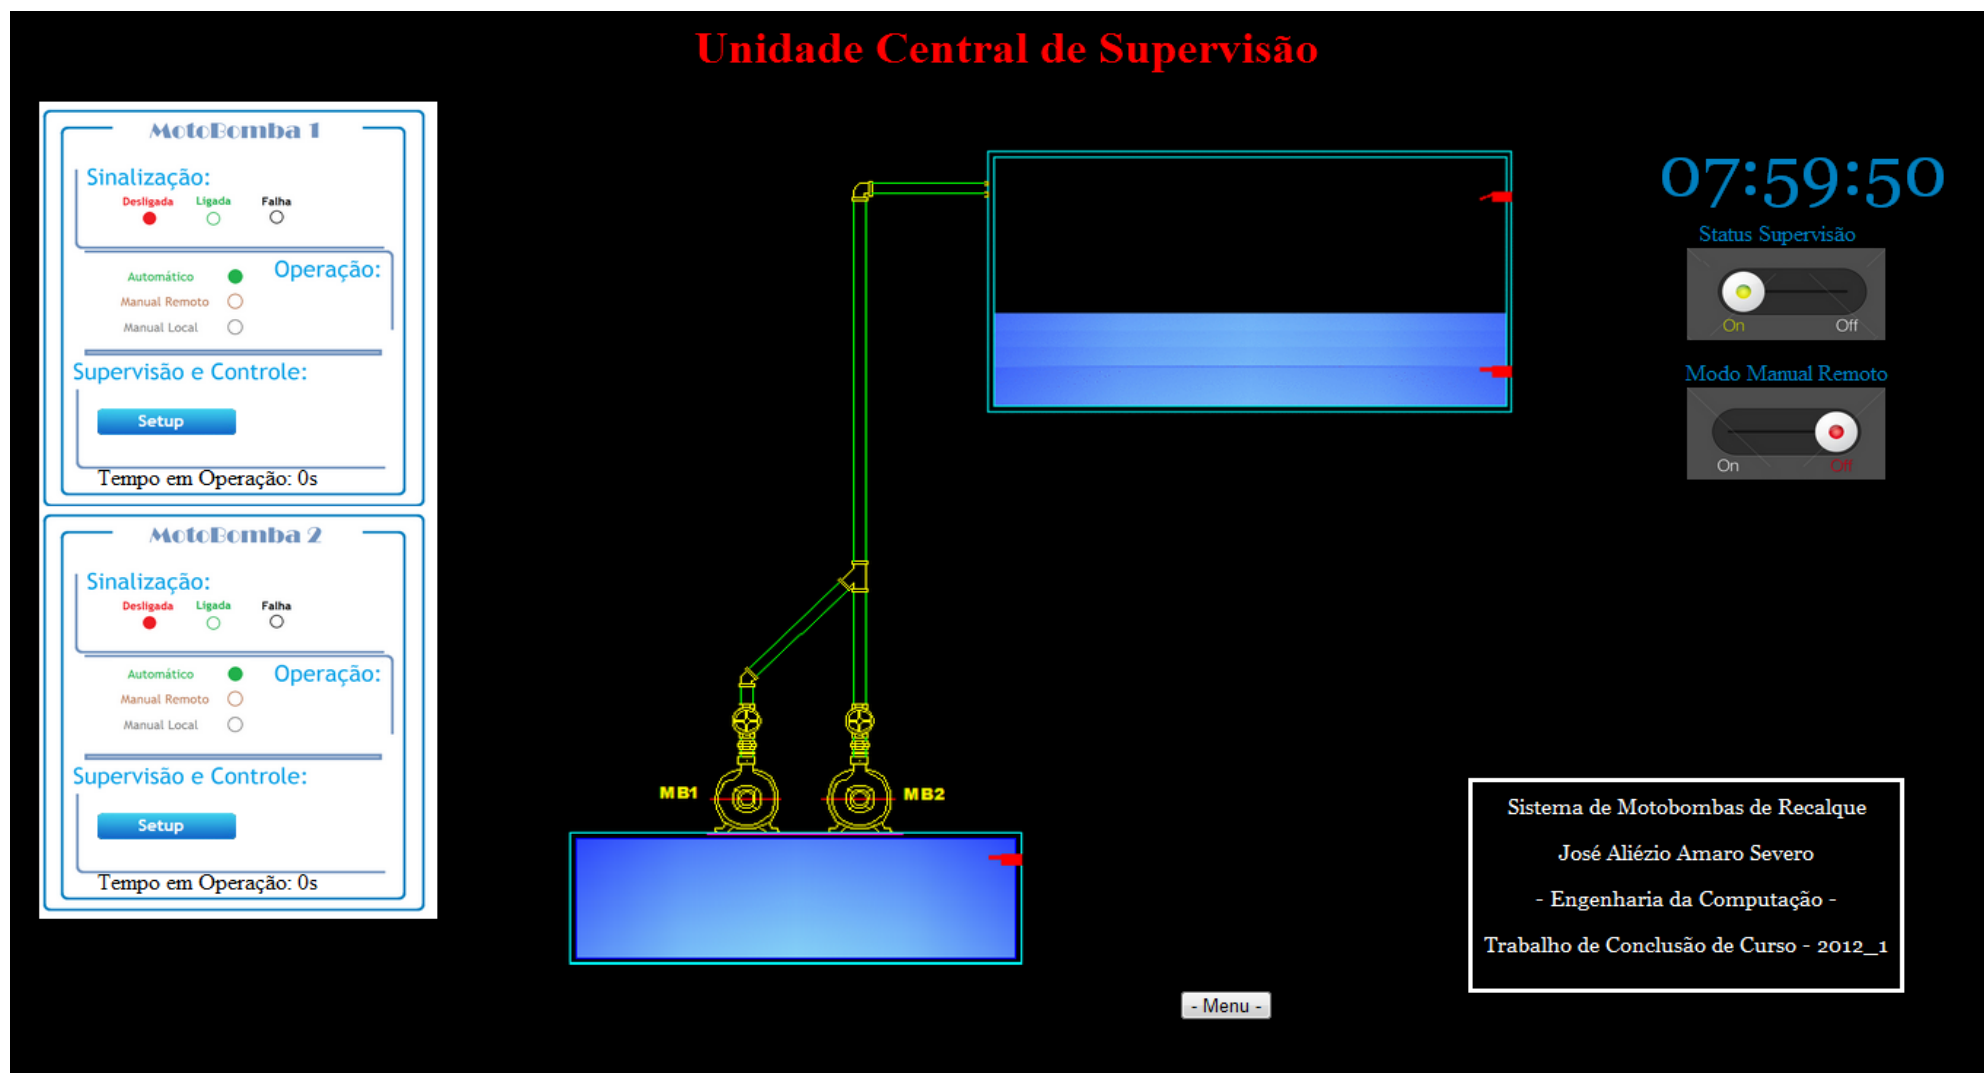 Unidade Central de Supervisão
MotoBomba 1
Sinalização:
Desligada Ligada Falha
Operação:
Automático
Manual Remoto
Manual Local
Supervisão e Controle:
Setup
Tempo em Operação: 0s
MotoBomba 2
Sinalização:
Desligada Ligada Falha
Operação:
Automático
Manual Remoto
Manual Local
Supervisão e Controle:
Setup
Tempo em Operação: 0s
MB1 MB2
07:59:50
Status Supervisão
On Off
Modo Manual Remoto
On Off
Sistema de Motobombas de Recalque
José Aliézio Amaro Severo
- Engenharia da Computação -
Trabalho de Conclusão de Curso - 2012_1
- Menu -